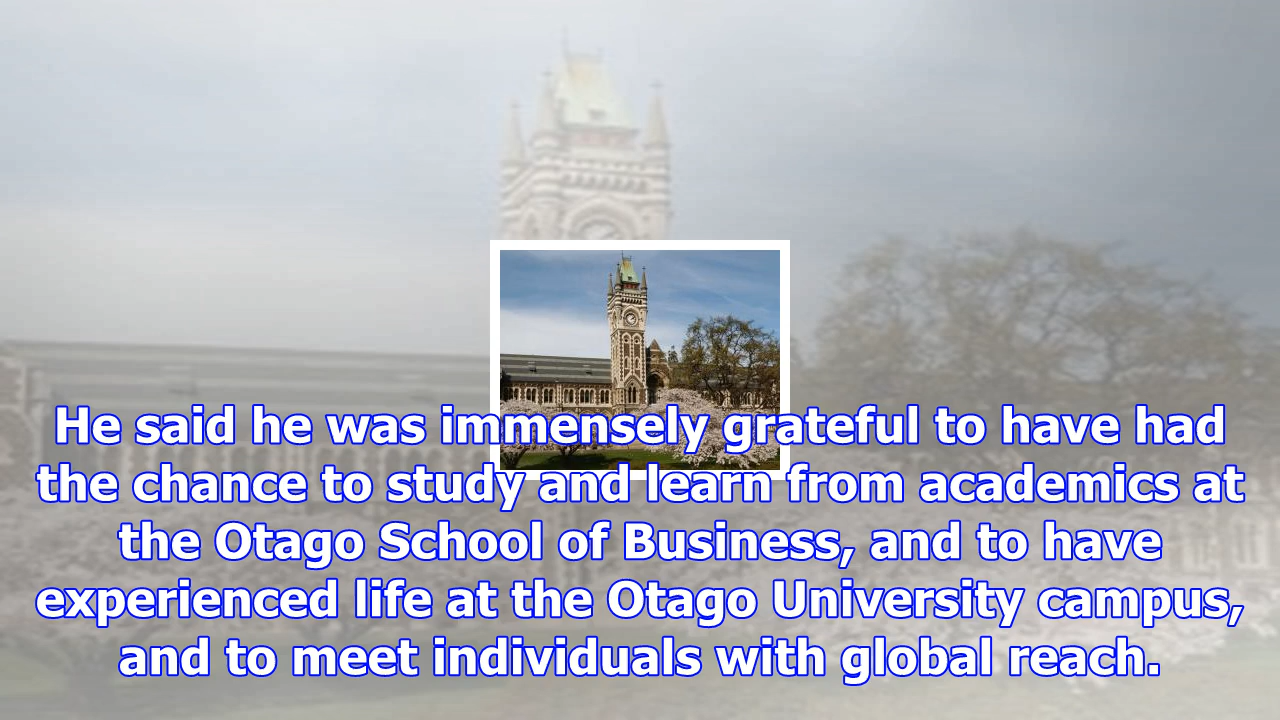 He said he was immensely grateful to have had
the chance to study and learn from academics at
the Otago School of Business, and to have
experienced life at the Otago University campus,
and to meet individuals with global reach.